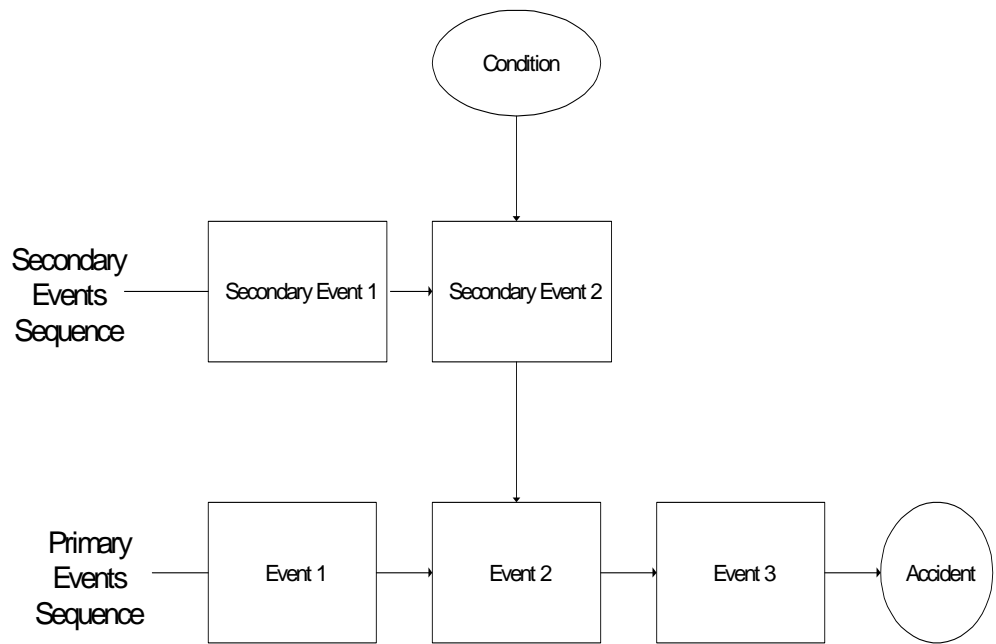 Condition
Secondary
Events
Sequence
Secondary Event 1
Secondary Event 2
Primary
Events
Sequence
Event 1
Event 2
Event 3
Accident